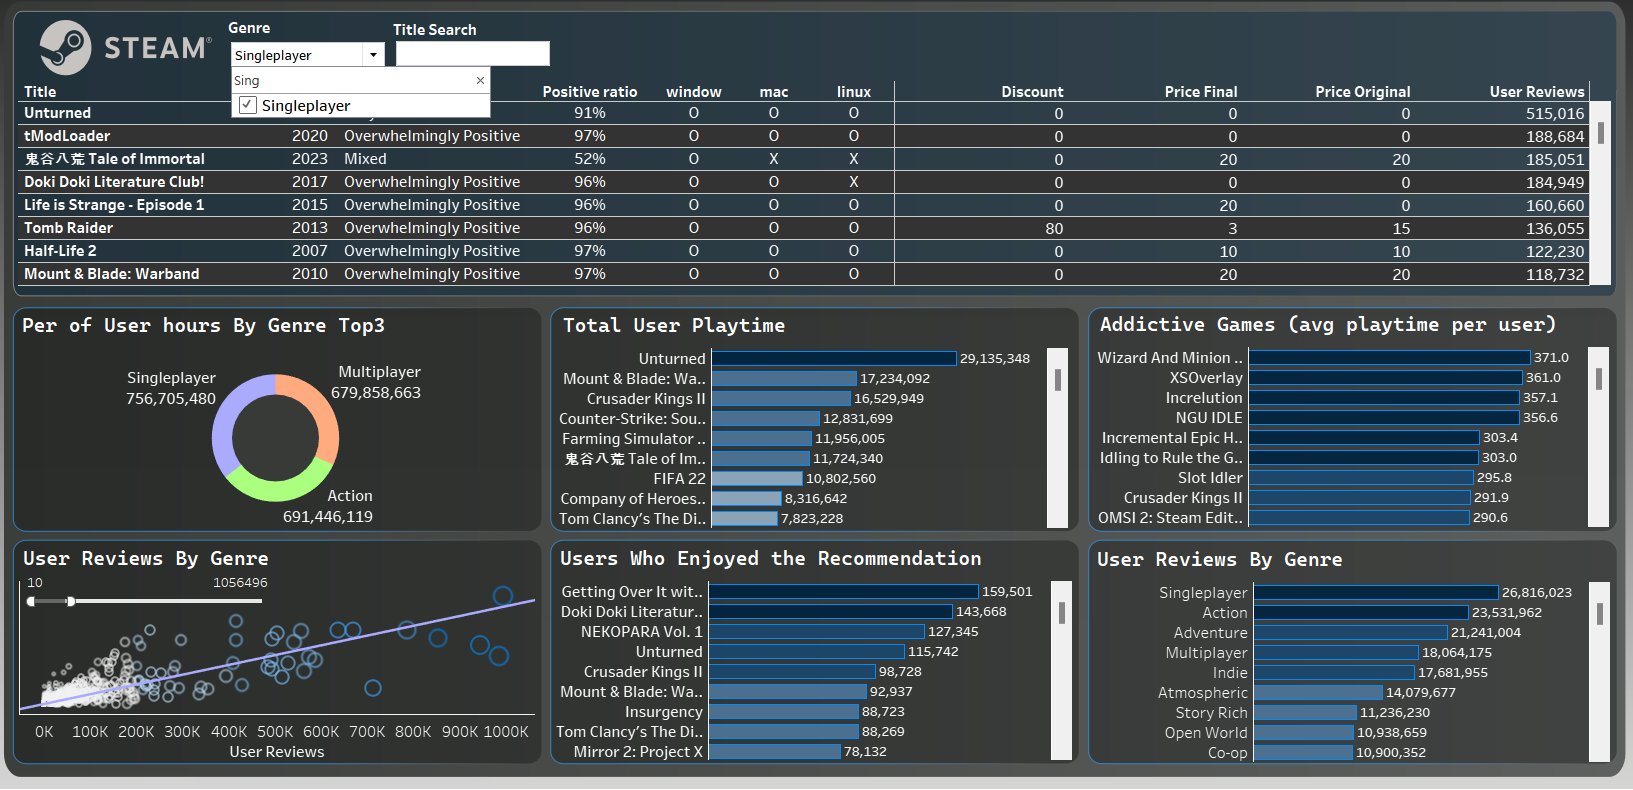 STEAM®
Genre
Title Search
Singleplayer
Sing ×
Singleplayer
Title Positive ratio window mac linux Discount Price Final Price Original User Reviews
Unturned 91% O O O 0 0 0 515,016
tModLoader 2020 Overwhelmingly Positive 97% O O O 0 0 0 188,684
鬼谷八荒 Tale of Immortal 2023 Mixed 52% O X X 0 20 20 185,051
Doki Doki Literature Club! 2017 Overwhelmingly Positive 96% O O X 0 0 0 184,949
Life is Strange - Episode 1 2015 Overwhelmingly Positive 96% O O O 0 20 0 160,660
Tomb Raider 2013 Overwhelmingly Positive 96% O O O 80 3 15 136,055
Half-Life 2 2007 Overwhelmingly Positive 97% O O O 0 10 10 122,230
Mount & Blade: Warband 2010 Overwhelmingly Positive 97% O O O 0 20 20 118,732
Per of User hours By Genre Top3
Singleplayer
756,705,480
Multiplayer
679,858,663
Action
691,446,119
Total User Playtime
Unturned 29,135,348
Mount & Blade: Wa.. 17,234,092
Crusader Kings II 16,529,949
Counter-Strike: Sou.. 12,831,699
Farming Simulator .. 11,956,005
鬼谷八荒 Tale of Im.. 11,724,340
FIFA 22 10,802,560
Company of Heroes.. 8,316,642
Tom Clancy's The Di.. 7,823,228
Addictive Games (avg playtime per user)
Wizard And Minion .. 371.0
XSOverlay 361.0
Increlution 357.1
NGU IDLE 356.6
Incremental Epic H.. 303.4
Idling to Rule the G.. 303.0
Slot Idler 295.8
Crusader Kings II 291.9
OMSI 2: Steam Edit.. 290.6
User Reviews By Genre
10 1056496
0K 100K 200K 300K 400K 500K 600K 700K 800K 900K 1000K
User Reviews
Users Who Enjoyed the Recommendation
Getting Over It wit.. 159,501
Doki Doki Literatur.. 143,668
NEKOPARA Vol. 1 127,345
Unturned 115,742
Crusader Kings II 98,728
Mount & Blade: Wa.. 92,937
Insurgency 88,723
Tom Clancy's The Di.. 88,269
Mirror 2: Project X 78,132
User Reviews By Genre
Singleplayer 26,816,023
Action 23,531,962
Adventure 21,241,004
Multiplayer 18,064,175
Indie 17,681,955
Atmospheric 14,079,677
Story Rich 11,236,230
Open World 10,938,659
Co-op 10,900,352